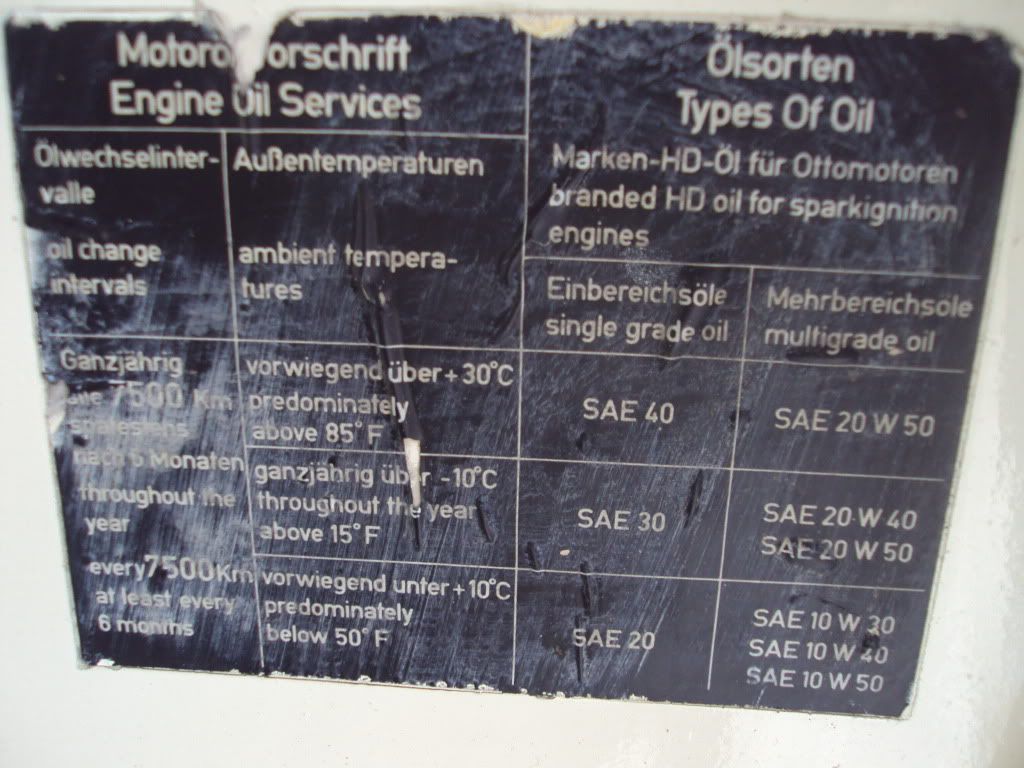 Engine Oil Services
Ölwechselinter-
valle
oil change
intervals
Außentemperaturen
ambient tempera-
tures
Ölsorten
Types Of Oil
Marken-HD-Öl für Ottomotoren
branded HD oil for sparkignition
engines
Einbereichsöle
single grade oil
Mehrbereichsöle
multigrade oil
Ganzjährig
7500 Km
spätestens
nach 6 Monaten
throughout the
year
every 7500 Km
at least every
6 months
vorwiegend über +30°C
predominately
above 85°F
SAE 40
SAE 20 W 50
ganzjährig über -10°C
throughout the year
above 15°F
SAE 30
SAE 20 W 40
SAE 20 W 50
vorwiegend unter +10°C
predominately
below 50°F
SAE 20
SAE 10 W 30
SAE 10 W 40
SAE 10 W 50